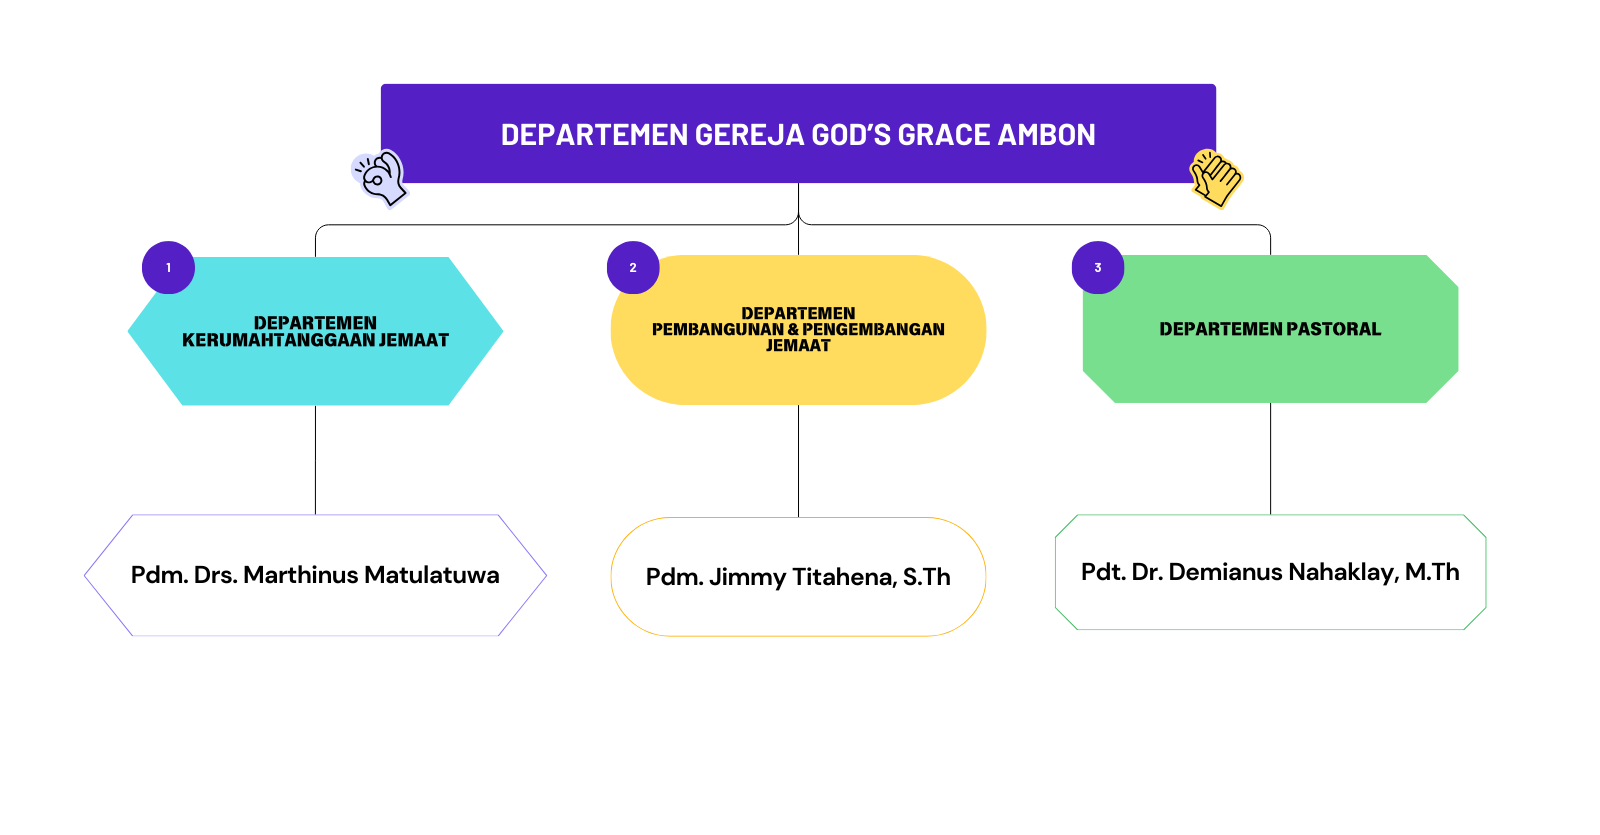 DEPARTEMEN GEREJA GOD'S GRACE AMBON
1
DEPARTEMEN
KERUMAHTANGGAAN JEMAAT
2
DEPARTEMEN
PEMBANGUNAN & PENGEMBANGAN
JEMAAT
3
DEPARTEMEN PASTORAL
Pdm. Drs. Marthinus Matulatuwa
Pdm. Jimmy Titahena, S.Th
Pdt. Dr. Demianus Nahaklay, M.Th